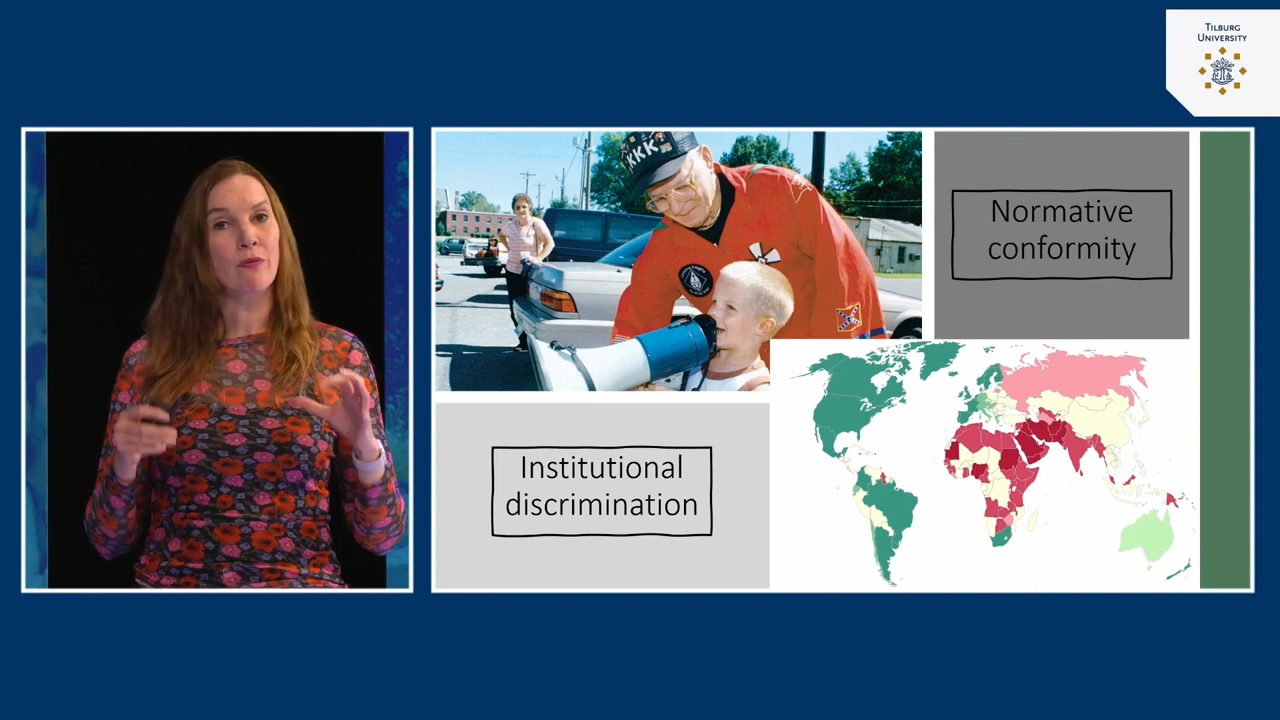 TILBURG
UNIVERSITY
KKK
Normative
conformity
Institutional
discrimination